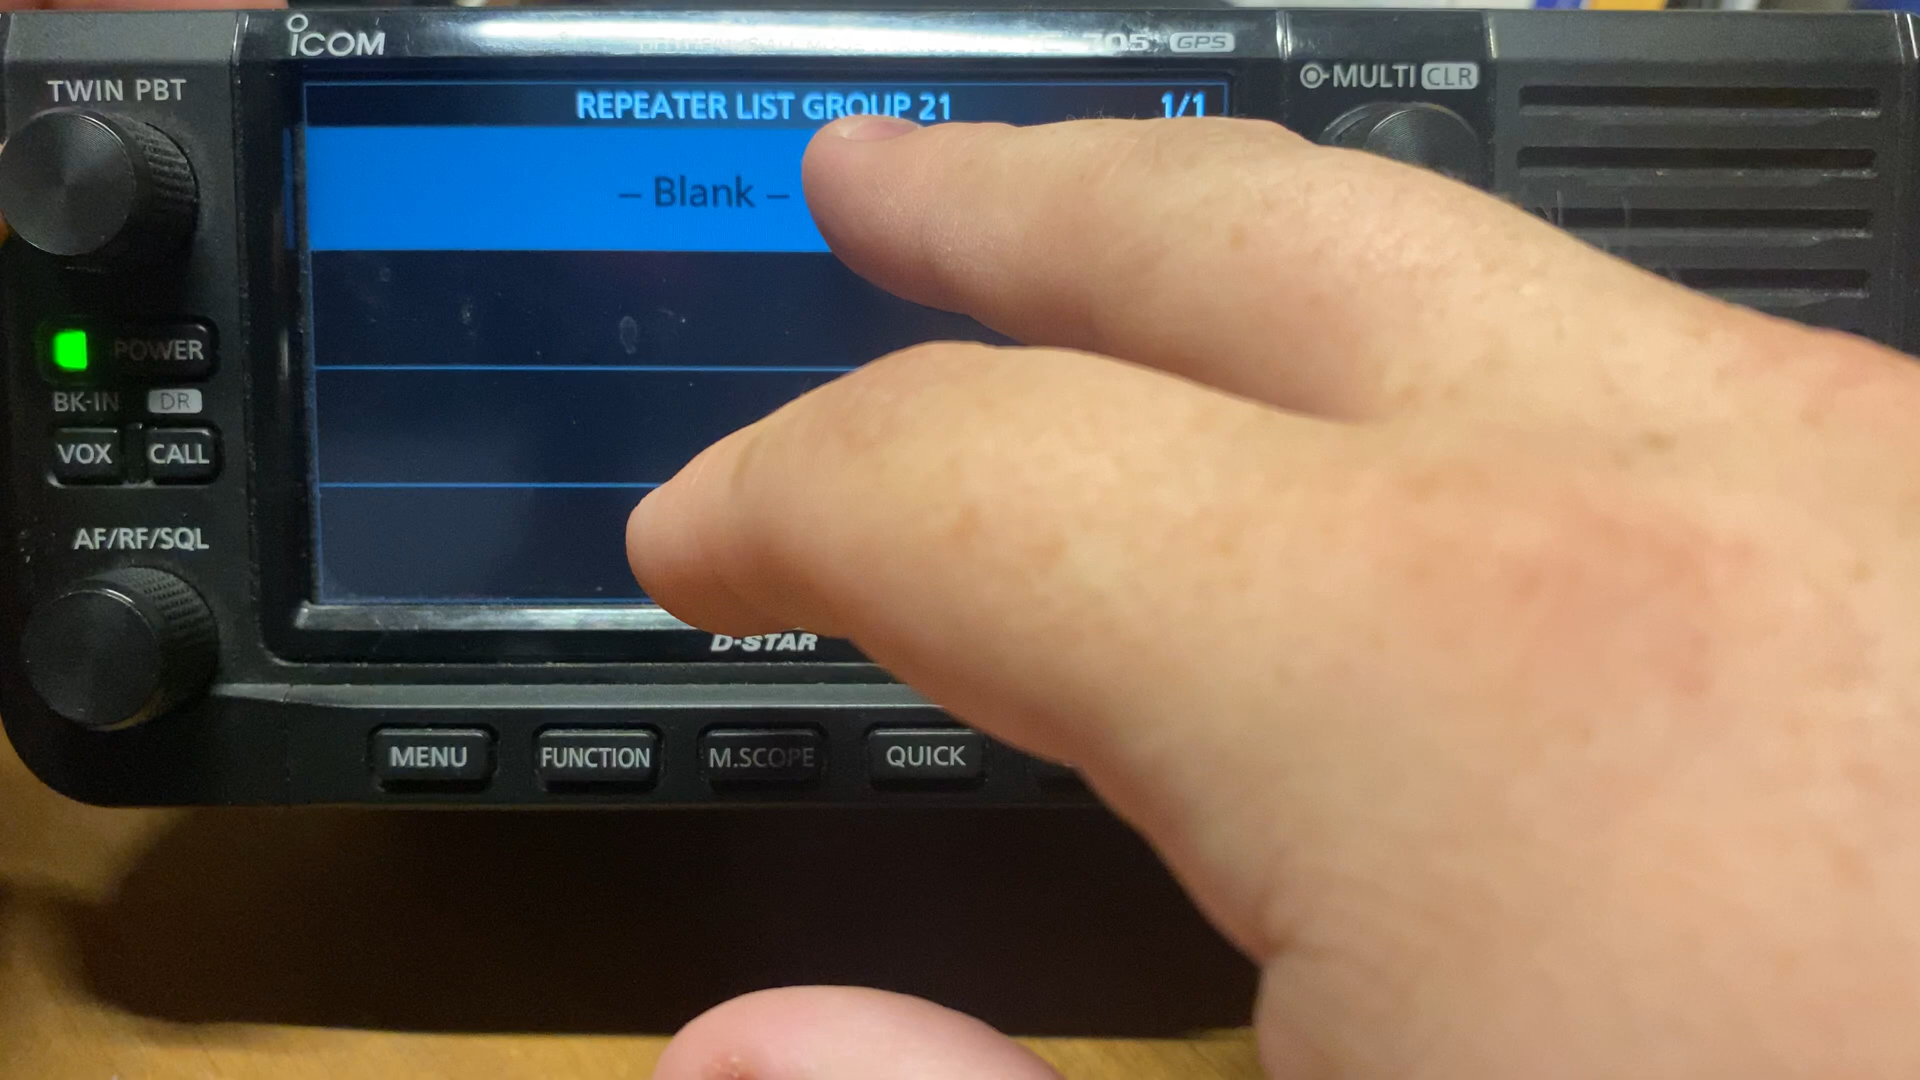 ICOM
705 GPS
TWIN PBT
MULTI CLR
REPEATER LIST GROUP 21 1/1
– Blank –
POWER
BK-IN DR
VOX CALL
AF/RF/SQL
D-STAR
MENU FUNCTION M.SCOPE QUICK